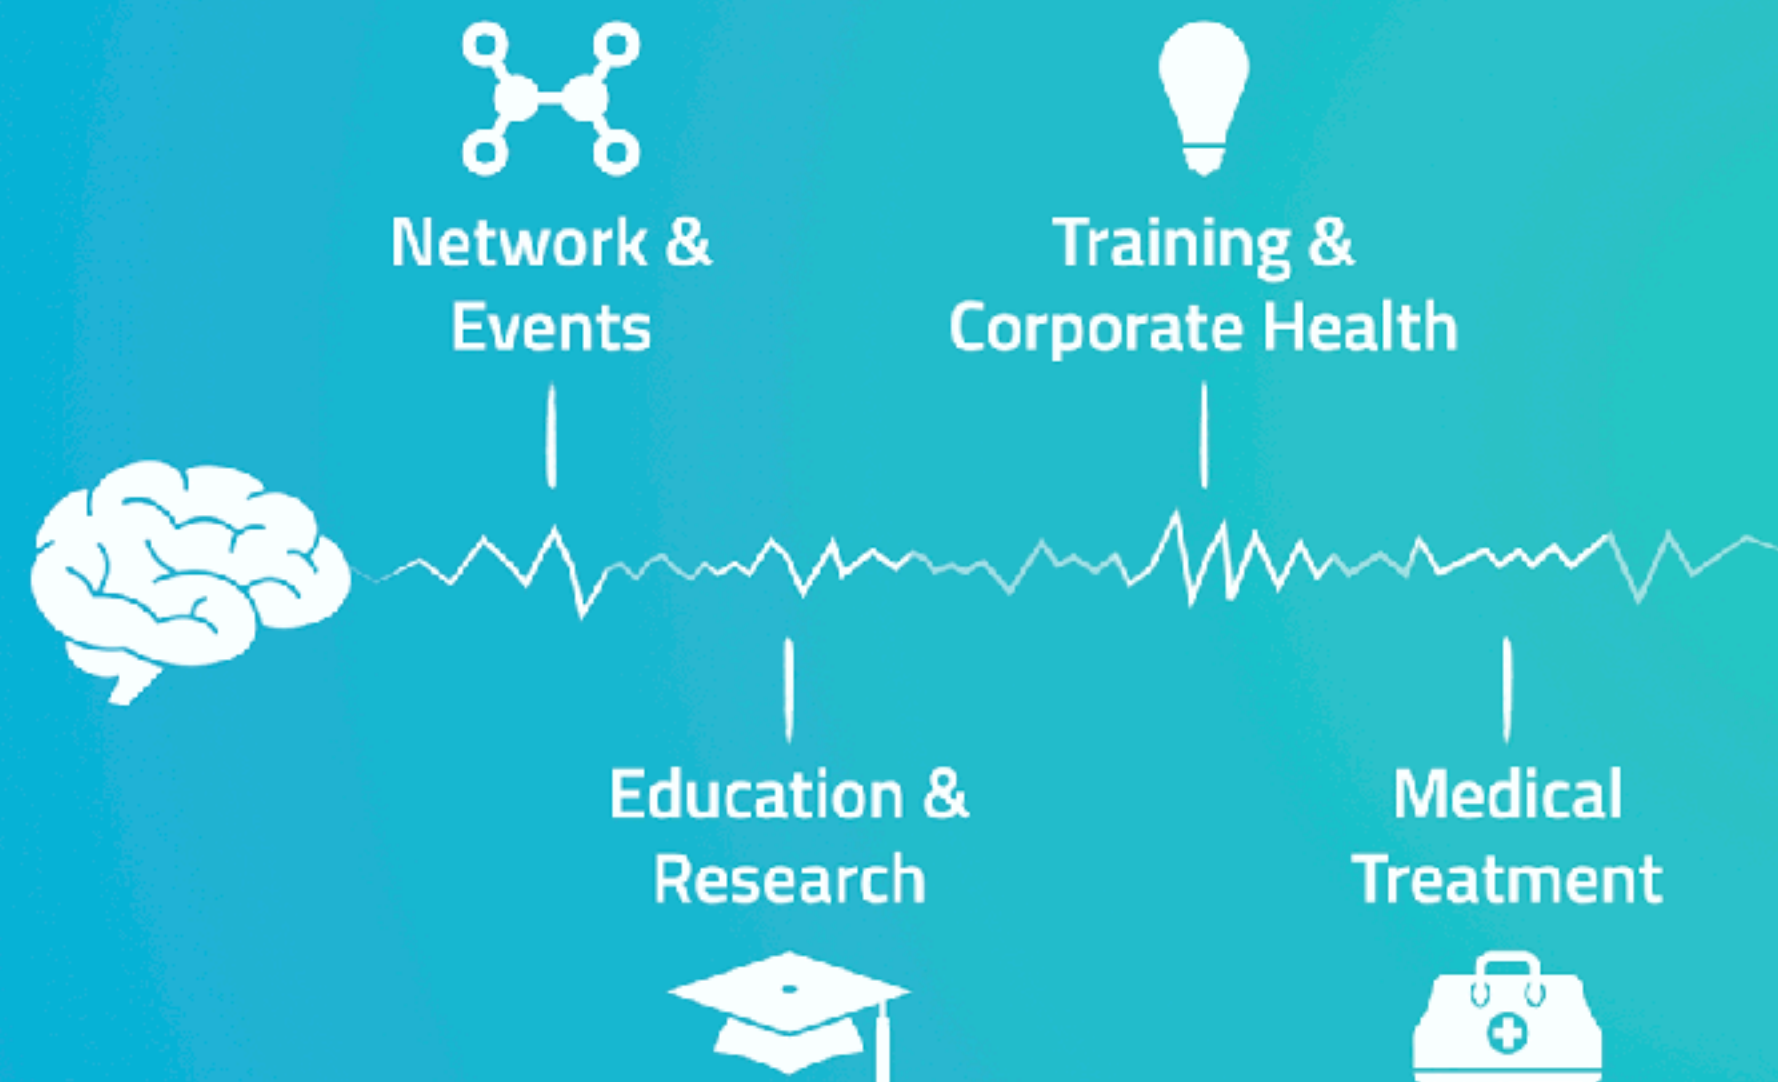 Network &
Events
Training &
Corporate Health
Education &
Research
Medical
Treatment